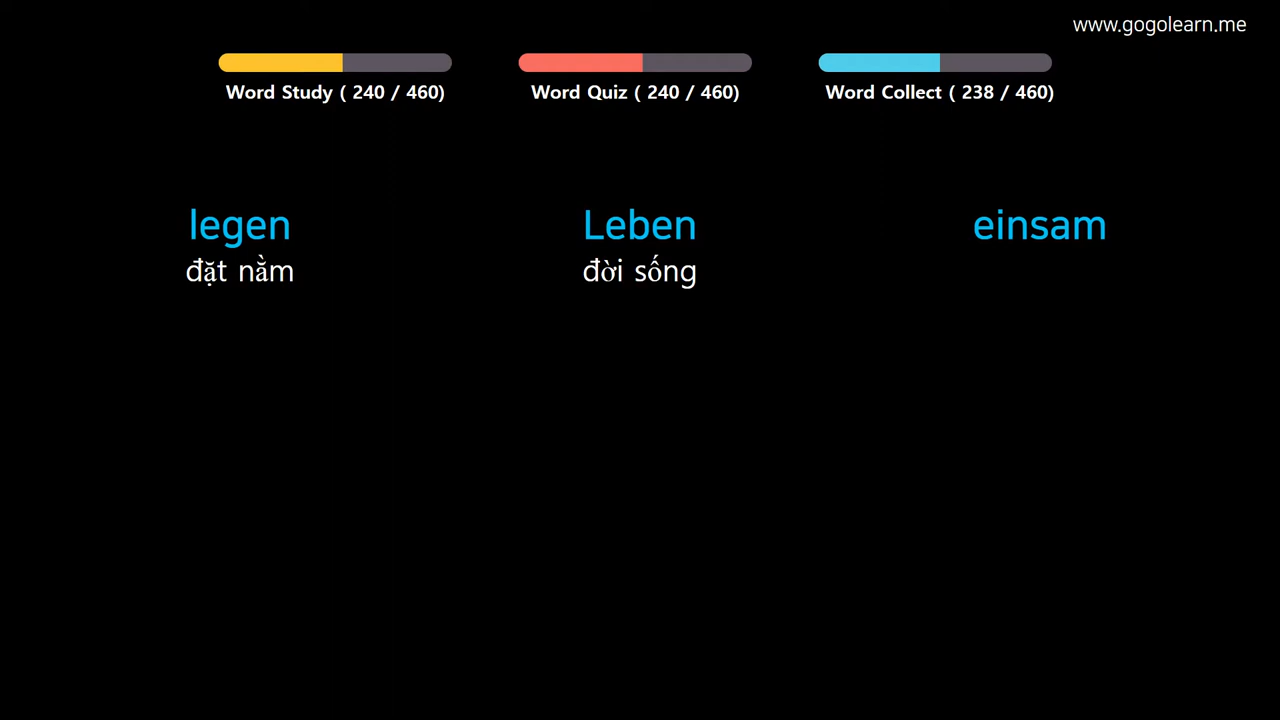 www.gogolearn.me
Word Study ( 240 / 460)
Word Quiz ( 240 / 460)
Word Collect ( 238 / 460)
legen
đặt nằm
Leben
đời sống
einsam